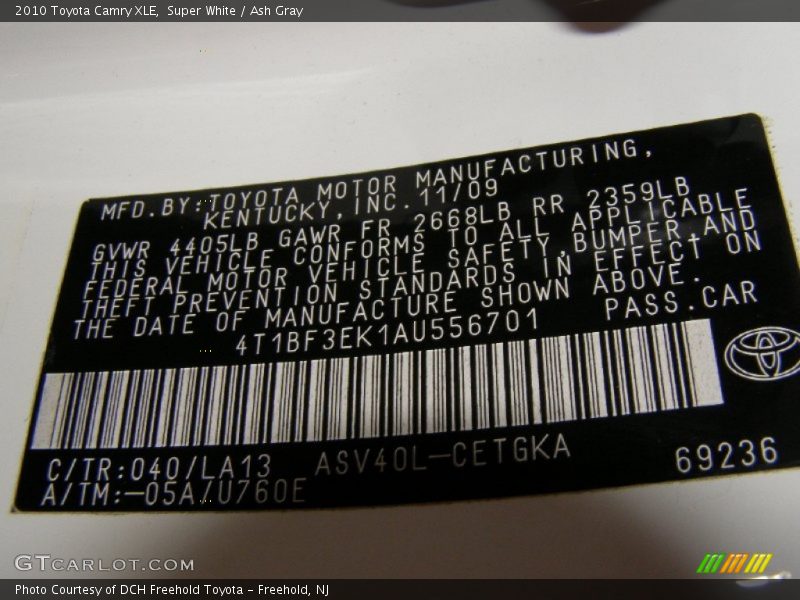 2010 Toyota Camry XLE,  Super White / Ash Gray
MFD.BY:TOYOTA MOTOR MANUFACTURING,
KENTUCKY,INC.11/09
GVWR 4405LB GAWR FR 2668LB RR 2359LB
THIS VEHICLE CONFORMS TO ALL APPLICABLE
FEDERAL MOTOR VEHICLE SAFETY,BUMPER,AND
THEFT PREVENTION STANDARDS IN EFFECT ON
THE DATE OF MANUFACTURE SHOWN ABOVE.
4T1BF3EK1AU556701 PASS.CAR
C/TR:040/LA13 ASV40L-CETGKA 69236
A/TM:-05A/U760E
GTCARLOT.COM
Photo Courtesy of DCH Freehold Toyota - Freehold, NJ